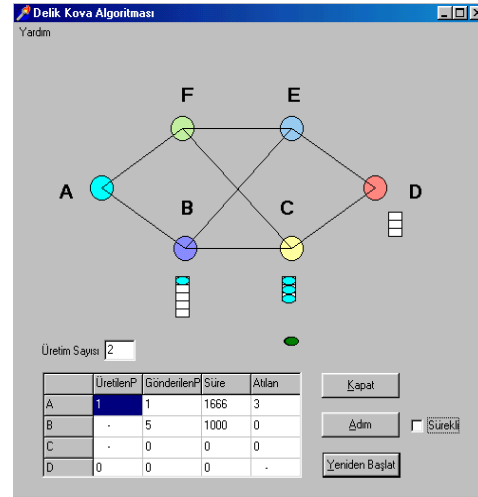 Delik Kova Algoritması
Yardım
F E
A D
B C
Üretim Sayısı 2
ÜretilenP GönderilenP Süre Atılan
A 1 1 1666 3
B - 5 1000 0
C - 0 0 0
D 0 0 0 -
Kapat
Adım Sürekli
Yeniden Başlat